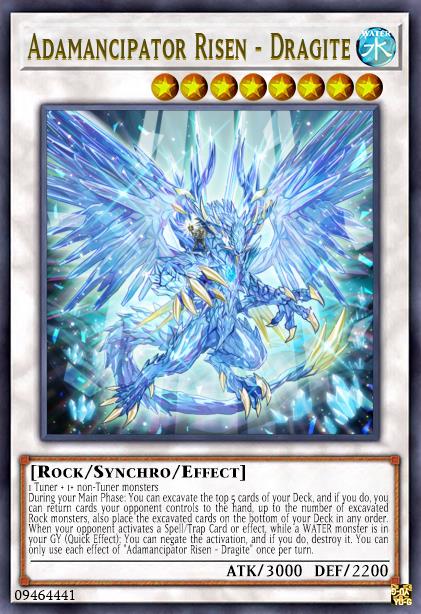 ADAMANCIPATOR RISEN - DRAGITE
WATER
水
[ROCK/SYNCHRO/EFFECT]
1 Tuner + 1+ non-Tuner monsters
During your Main Phase: You can excavate the top 5 cards of your Deck, and if you do, you
can return cards your opponent controls to the hand, up to the number of excavated
Rock monsters, also place the excavated cards on the bottom of your Deck in any order.
When your opponent activates a Spell/Trap Card or effect, while a WATER monster is in
your GY (Quick Effect): You can negate the activation, and if you do, destroy it. You can
only use each effect of "Adamancipator Risen - Dragite" once per turn.
ATK/3000 DEF/2200
09464441